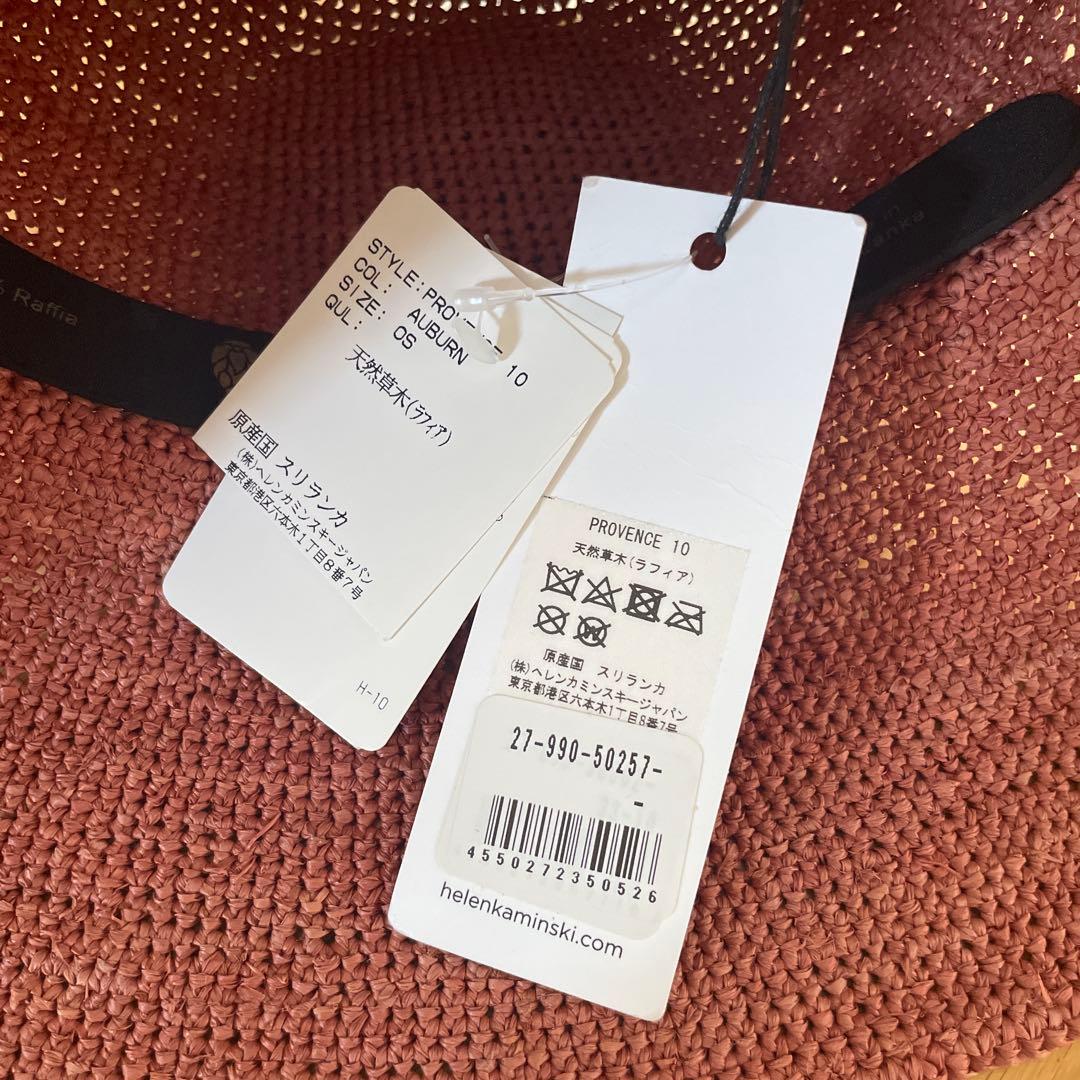 STYLE:PROVENCE 10
COL: AUBURN
SIZE: OS
QUL:
天然草木(ﾗﾌｨｱ)
原産国 スリランカ
(株)ヘレンカミンスキージャパン
東京都港区六本木1丁目8番7号
H-10
PROVENCE 10
天然草木(ラフィア)
原産国 スリランカ
(株)ヘレンカミンスキージャパン
東京都港区六本木1丁目8番7号
27-990-50257-
-
4550272350526
helenkaminski.com
% Raffia
in
anka